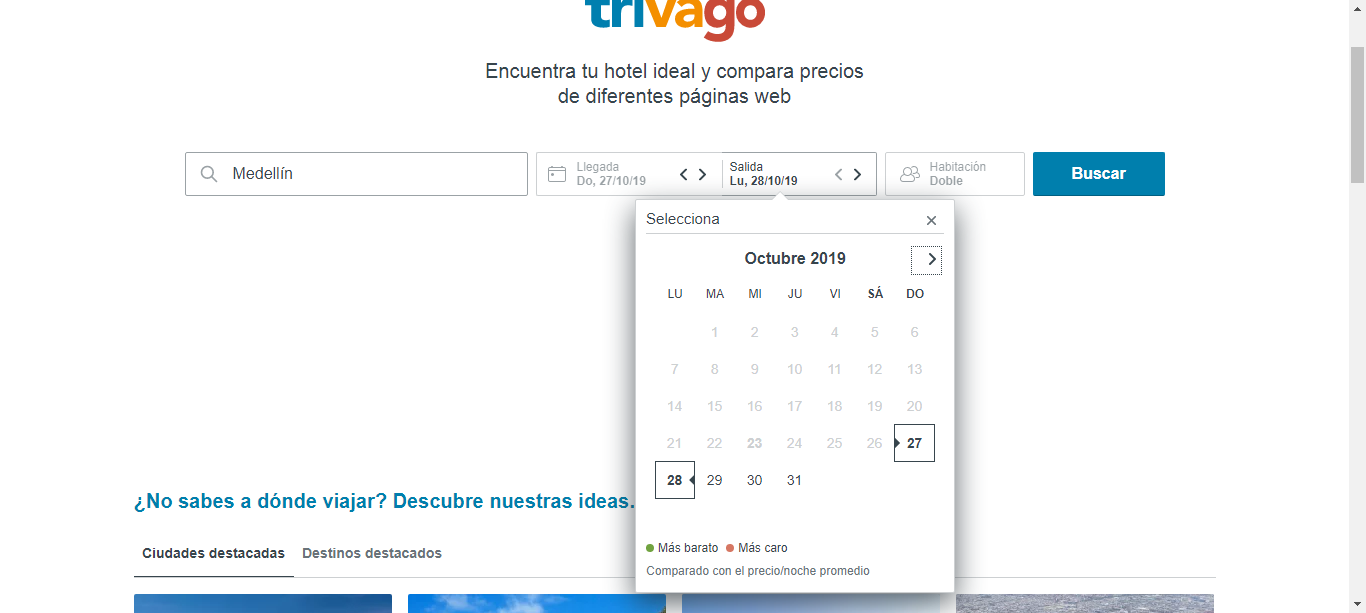 trivago
Encuentra tu hotel ideal y compara precios
de diferentes páginas web
Medellín
Llegada
Do, 27/10/19
Salida
Lu, 28/10/19
Habitación
Doble
Buscar
Selecciona
Octubre 2019
LU MA MI JU VI SÁ DO
1 2 3 4 5 6
7 8 9 10 11 12 13
14 15 16 17 18 19 20
21 22 23 24 25 26 27
28 29 30 31
Más barato Más caro
Comparado con el precio/noche promedio
¿No sabes a dónde viajar? Descubre nuestras ideas.
Ciudades destacadas Destinos destacados